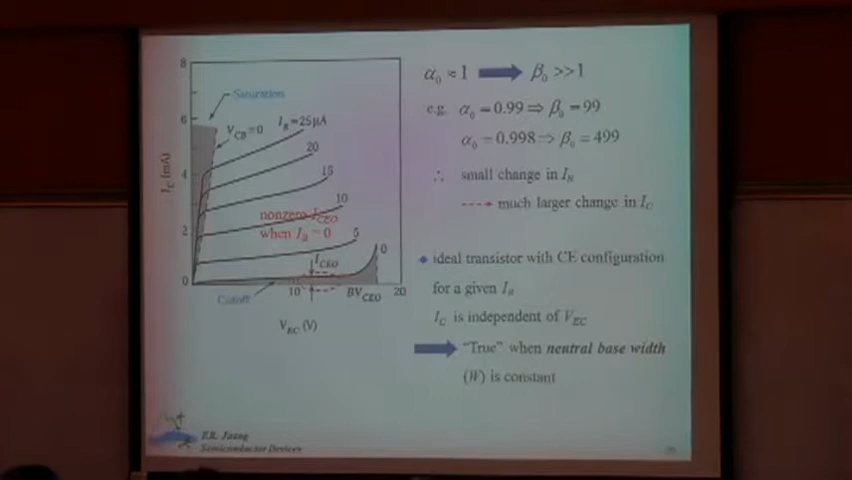 8
6
4
2
0
I_C (mA)
Saturation
V_CB=0
I_B=25μA
20
15
10
5
0
nonzero I_CEO
when I_B=0
I_CEO
Cutoff
10
BV_CEO
20
V_EC (V)
α₀≈1 ➡ β₀>>1
e.g. α₀=0.99⇒β₀=99
α₀=0.998⇒β₀=499
∴ small change in I_B
----➔ much larger change in I_C
◆ ideal transistor with CE configuration
for a given I_B
I_C is independent of V_EC
➡ “True” when neutral base width
(W) is constant
F.R. Juang
Semiconductor Devices